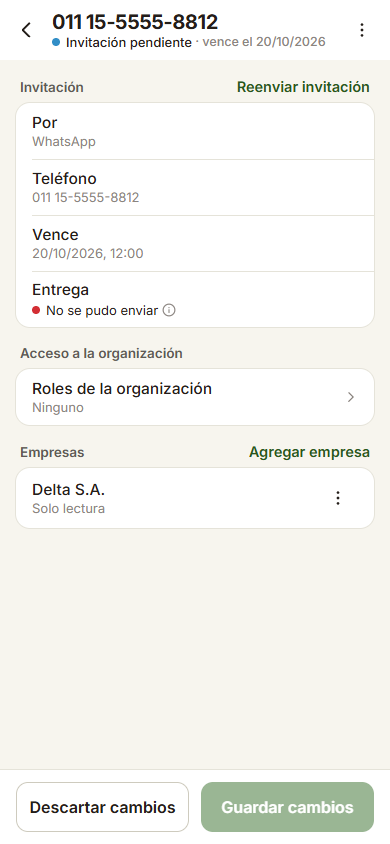 011 15-5555-8812
Invitación pendiente · vence el 20/10/2026
Invitación
Reenviar invitación
Por
WhatsApp
Teléfono
011 15-5555-8812
Vence
20/10/2026, 12:00
Entrega
No se pudo enviar
Acceso a la organización
Roles de la organización
Ninguno
Empresas
Agregar empresa
Delta S.A.
Solo lectura
Descartar cambios
Guardar cambios